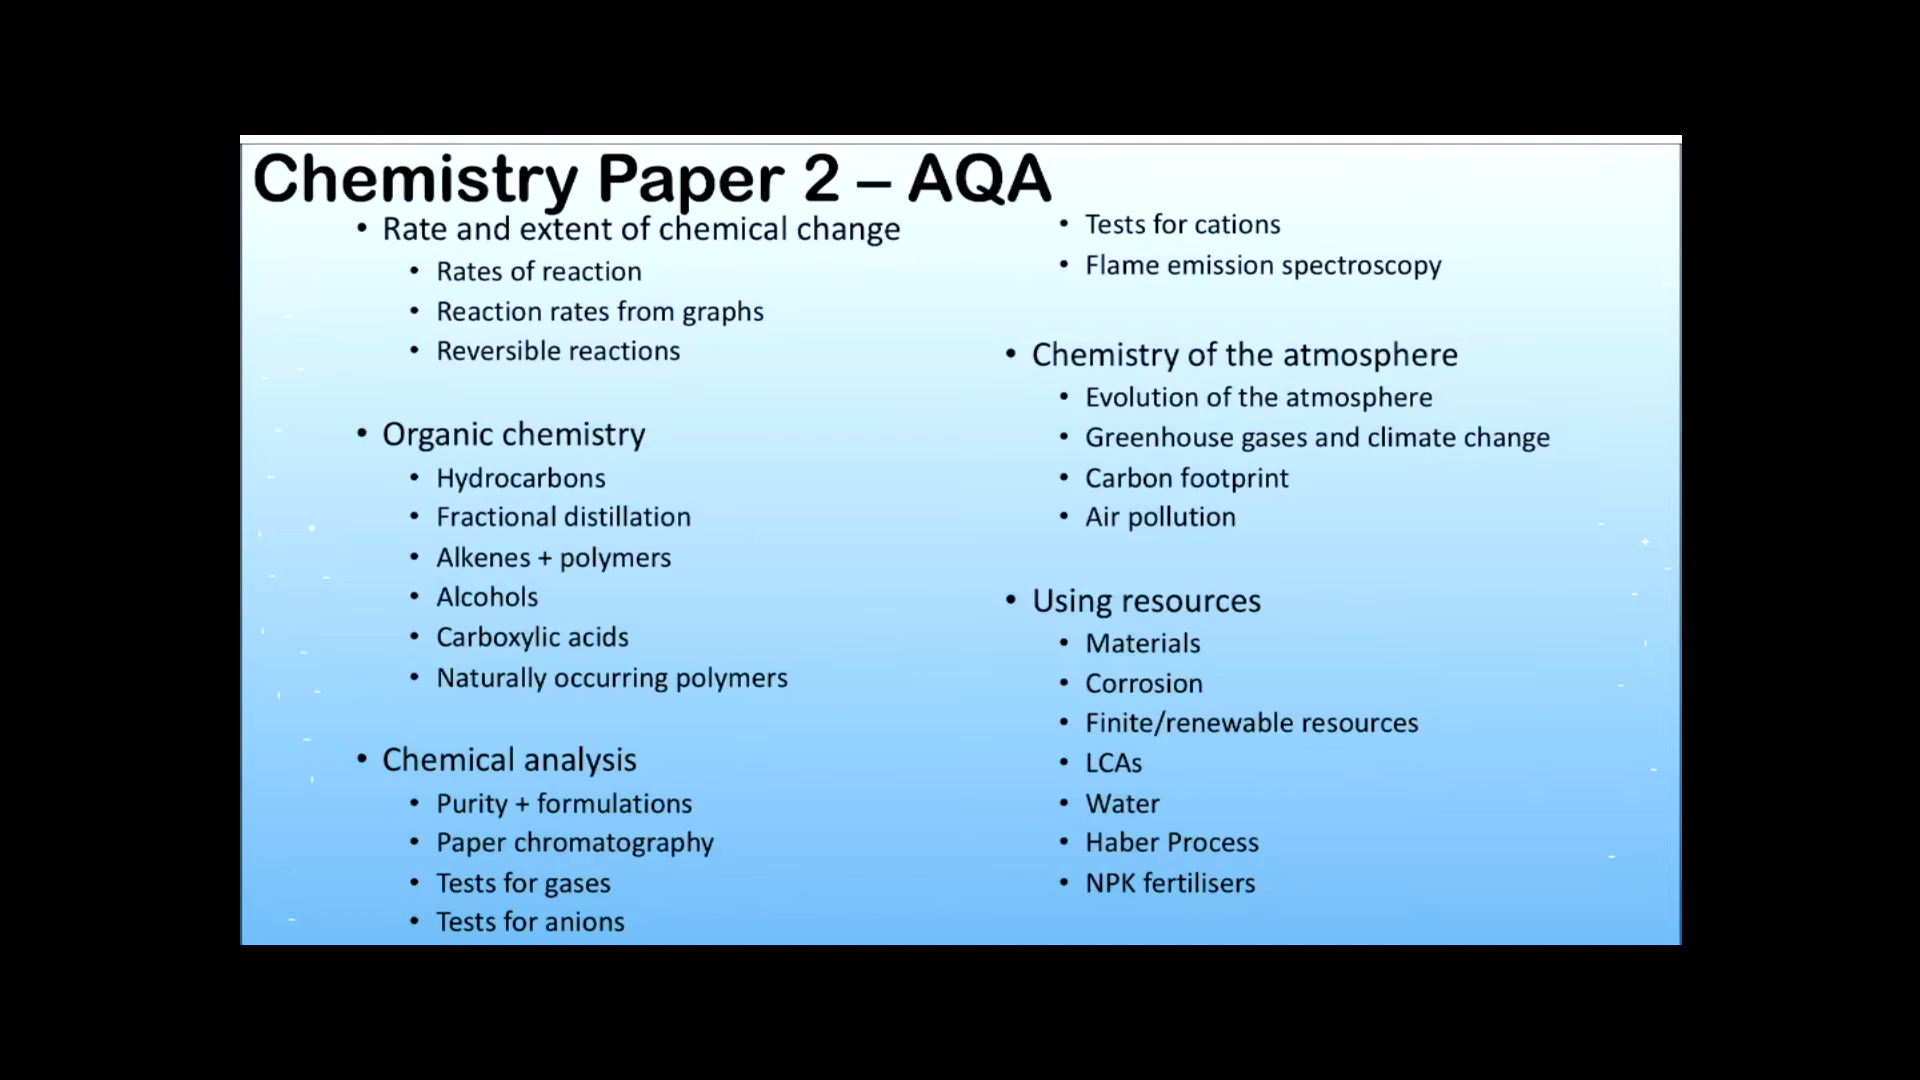 Chemistry Paper 2 – AQA
• Rate and extent of chemical change
• Rates of reaction
• Reaction rates from graphs
• Reversible reactions
• Organic chemistry
• Hydrocarbons
• Fractional distillation
• Alkenes + polymers
• Alcohols
• Carboxylic acids
• Naturally occurring polymers
• Chemical analysis
• Purity + formulations
• Paper chromatography
• Tests for gases
• Tests for anions
• Tests for cations
• Flame emission spectroscopy
• Chemistry of the atmosphere
• Evolution of the atmosphere
• Greenhouse gases and climate change
• Carbon footprint
• Air pollution
• Using resources
• Materials
• Corrosion
• Finite/renewable resources
• LCAs
• Water
• Haber Process
• NPK fertilisers